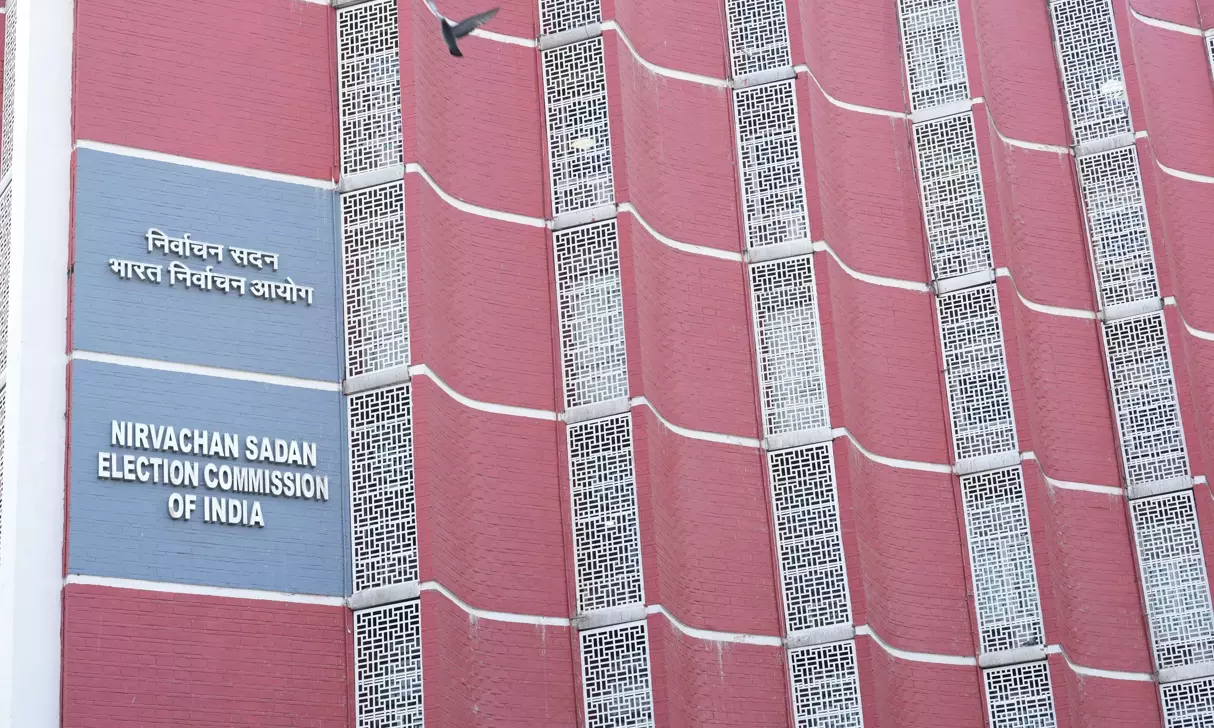 निर्वाचन सदन
भारत निर्वाचन आयोग
NIRVACHAN SADAN
ELECTION COMMISSION
OF INDIA